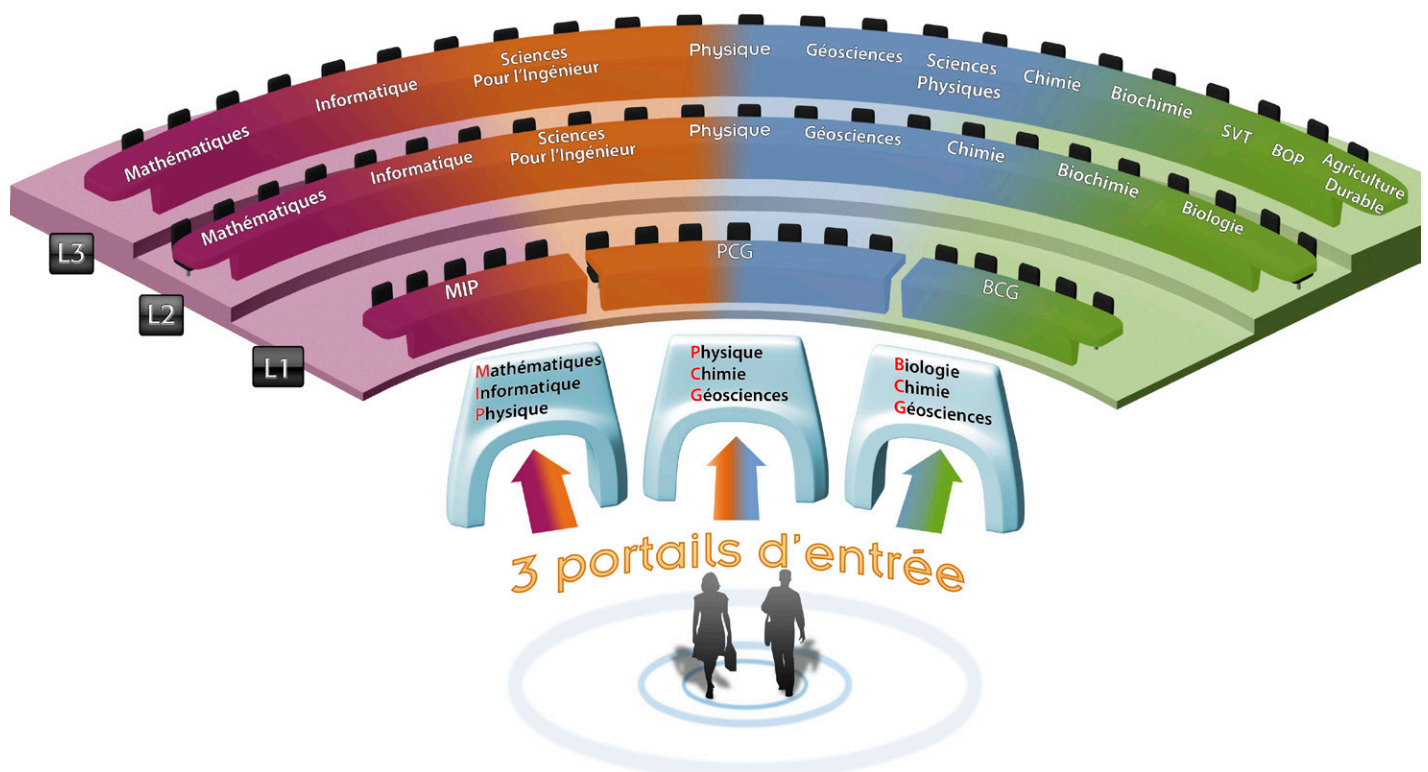 Mathématiques
Informatique
Sciences
Pour l'Ingénieur
Physique
Géosciences
Sciences
Physiques
Chimie
Biochimie
SVT
BOP
Agriculture
Durable
L3
Mathématiques
Informatique
Sciences
Pour l'Ingénieur
Physique
Géosciences
Chimie
Biochimie
Biologie
L2
MIP
PCG
BCG
L1
Mathématiques
Informatique
Physique
Physique
Chimie
Géosciences
Biologie
Chimie
Géosciences
3 portails d'entrée